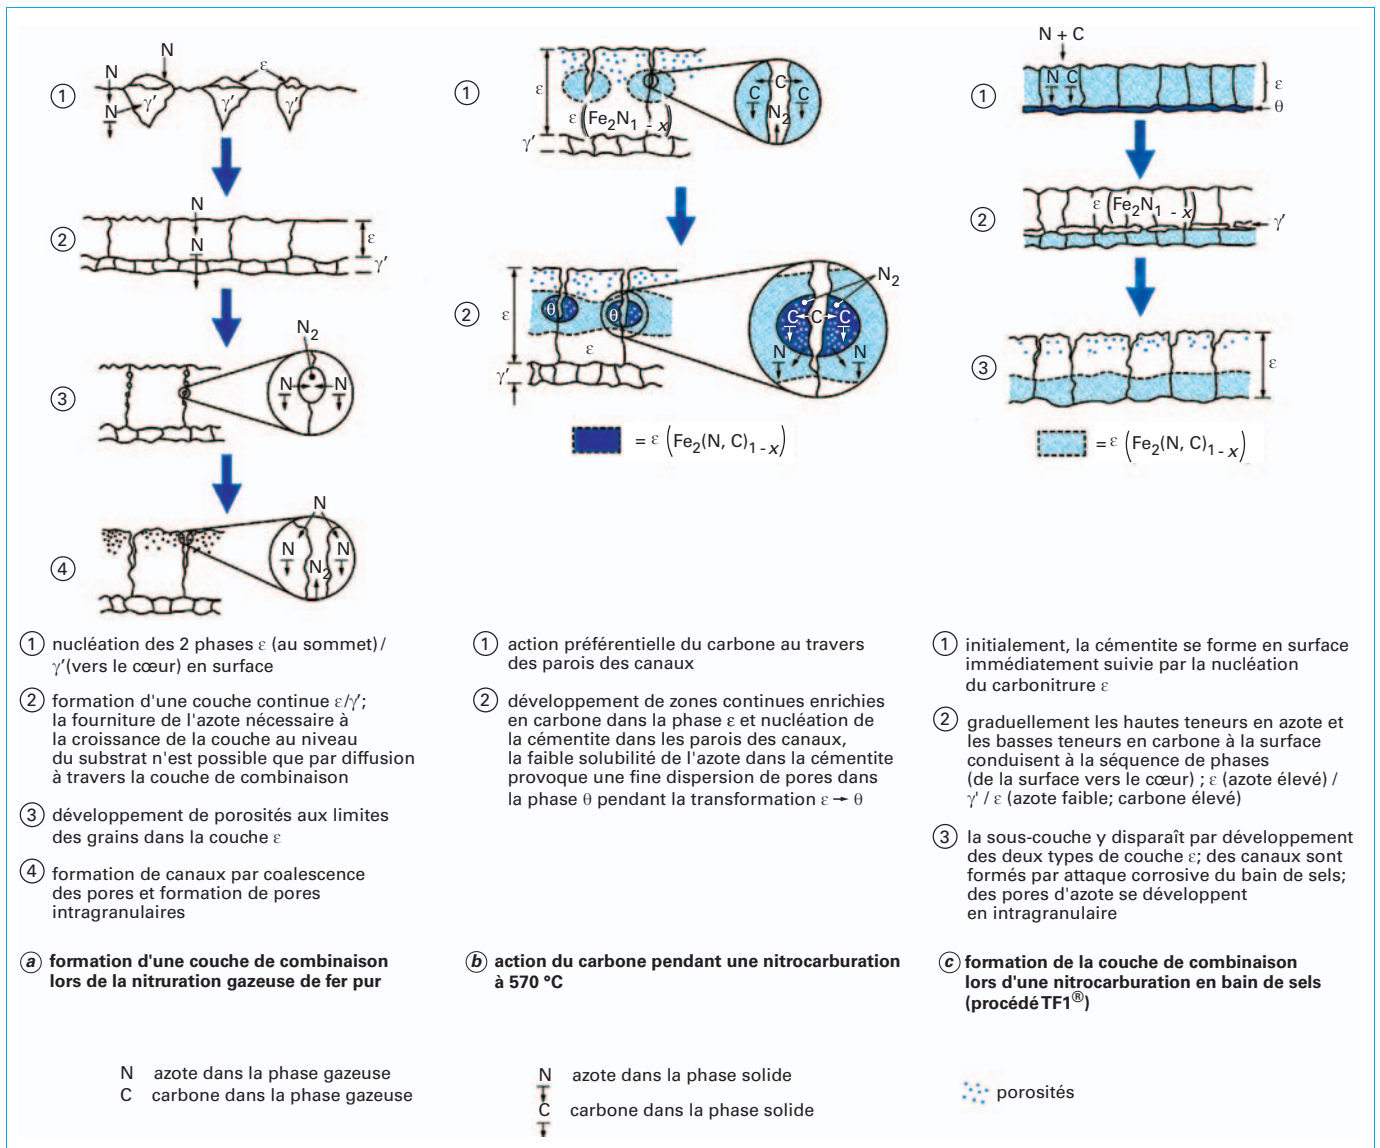 N
N
ε
①
N
γ'
γ'
γ'
②
N
N
ε
γ'
③
N2
N
N
④
N
N
N
N2
①
ε
ε (Fe2N1 - x)
γ'
C
C
C
N2
②
ε
θ
θ
ε
γ'
N2
C
C
C
N
N
= ε (Fe2(N, C)1 - x)
N + C
①
N
C
ε
θ
②
ε (Fe2N1 - x)
γ'
③
ε
= ε (Fe2(N, C)1 - x)
① nucléation des 2 phases ε (au sommet) /
γ'(vers le cœur) en surface
② formation d'une couche continue ε/γ';
la fourniture de l'azote nécessaire à
la croissance de la couche au niveau
du substrat n'est possible que par diffusion
à travers la couche de combinaison
③ développement de porosités aux limites
des grains dans la couche ε
④ formation de canaux par coalescence
des pores et formation de pores
intragranulaires
ⓐ formation d'une couche de combinaison
lors de la nitruration gazeuse de fer pur
① action préférentielle du carbone au travers
des parois des canaux
② développement de zones continues enrichies
en carbone dans la phase ε et nucléation de
la cémentite dans les parois des canaux,
la faible solubilité de l'azote dans la cémentite
provoque une fine dispersion de pores dans
la phase θ pendant la transformation ε → θ
ⓑ action du carbone pendant une nitrocarburation
à 570 °C
① initialement, la cémentite se forme en surface
immédiatement suivie par la nucléation
du carbonitrure ε
② graduellement les hautes teneurs en azote et
les basses teneurs en carbone à la surface
conduisent à la séquence de phases
(de la surface vers le cœur) ; ε (azote élevé) /
γ' / ε (azote faible; carbone élevé)
③ la sous-couche y disparaît par développement
des deux types de couche ε; des canaux sont
formés par attaque corrosive du bain de sels;
des pores d'azote se développent
en intragranulaire
ⓒ formation de la couche de combinaison
lors d'une nitrocarburation en bain de sels
(procédé TF1®)
N azote dans la phase gazeuse
C carbone dans la phase gazeuse
N azote dans la phase solide
C carbone dans la phase solide
porosités